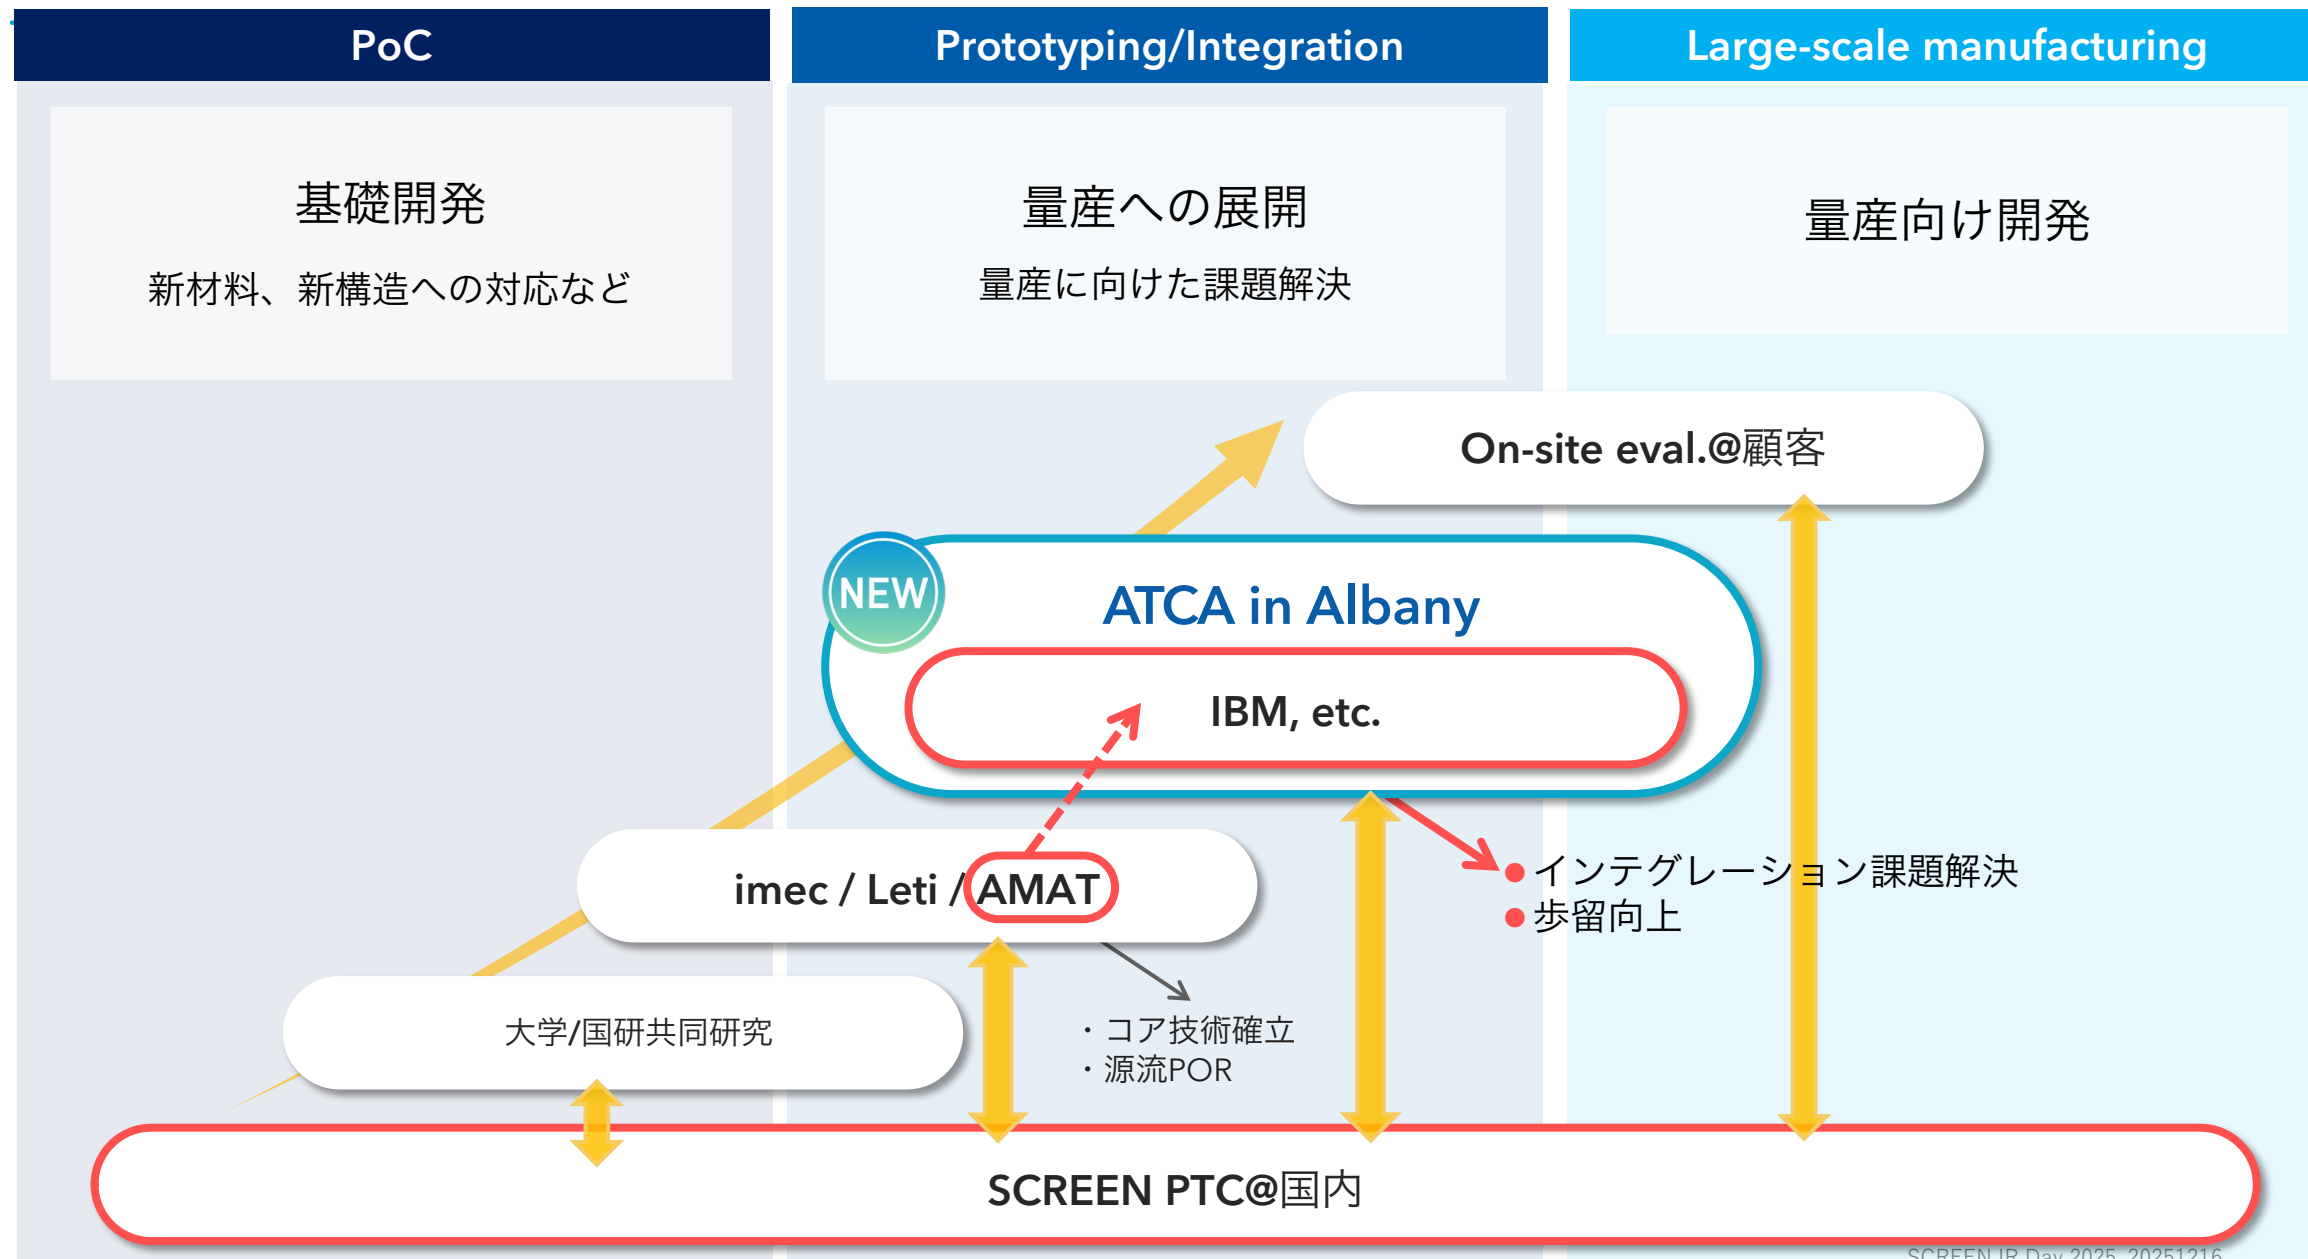 PoC
Prototyping/Integration
Large-scale manufacturing
基礎開発
新材料、新構造への対応など
量産への展開
量産に向けた課題解決
量産向け開発
On-site eval.@顧客
NEW
ATCA in Albany
IBM, etc.
imec / Leti / AMAT
●インテグレーション課題解決
●歩留向上
大学/国研共同研究
・コア技術確立
・源流POR
SCREEN PTC@国内
SCREEN IR Day 2025_20251216